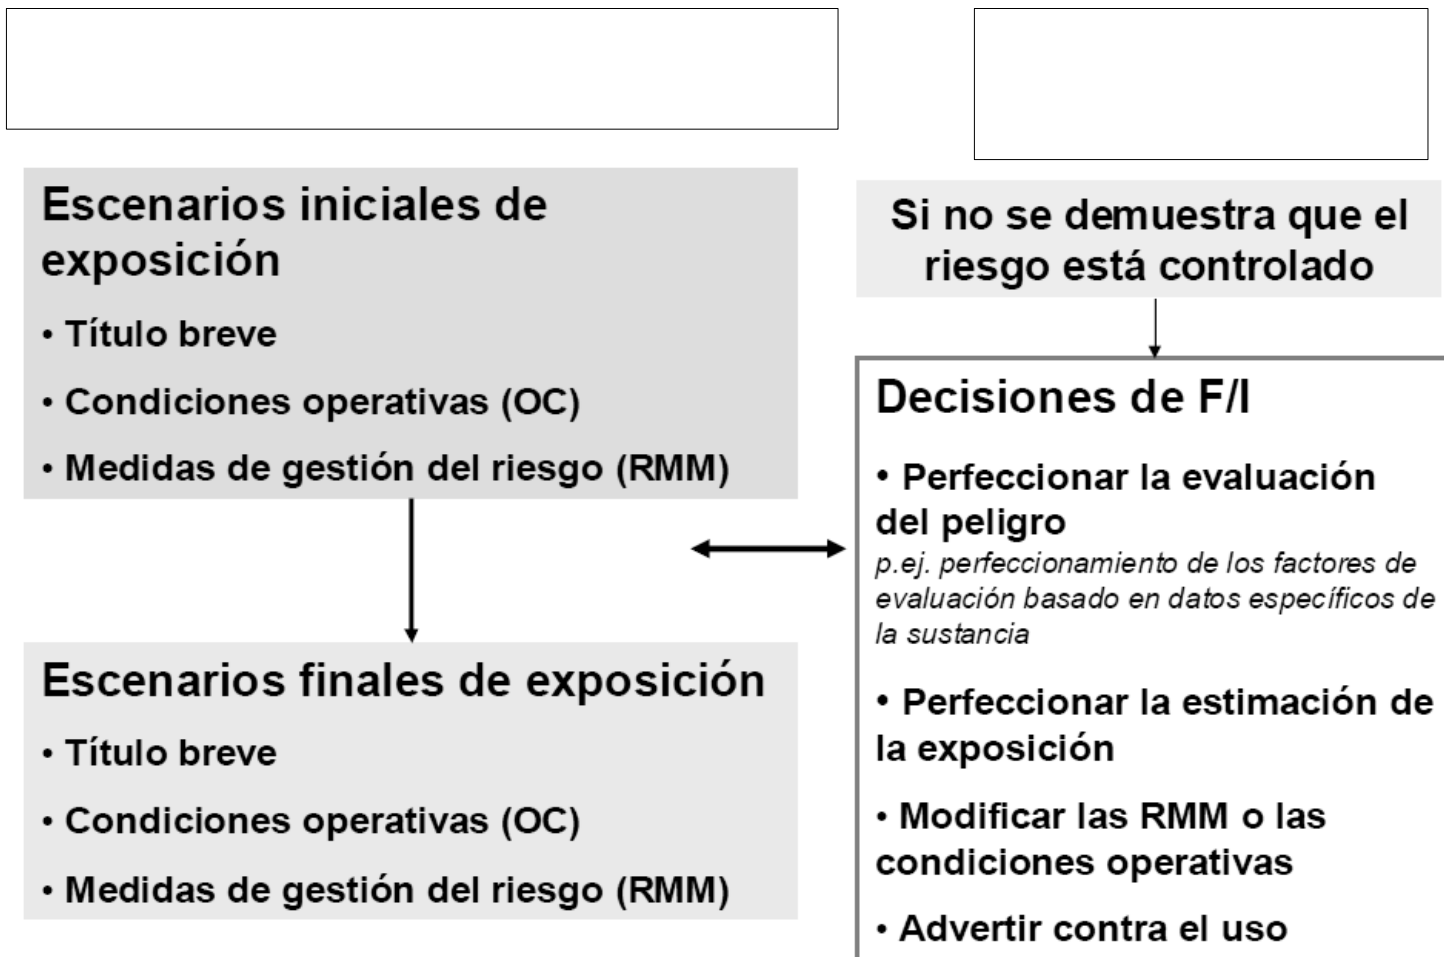 Escenarios iniciales de
exposición
• Título breve
• Condiciones operativas (OC)
• Medidas de gestión del riesgo (RMM)
Escenarios finales de exposición
• Título breve
• Condiciones operativas (OC)
• Medidas de gestión del riesgo (RMM)
Si no se demuestra que el
riesgo está controlado
Decisiones de F/I
• Perfeccionar la evaluación
del peligro
p.ej. perfeccionamiento de los factores de
evaluación basado en datos específicos de
la sustancia
• Perfeccionar la estimación de
la exposición
• Modificar las RMM o las
condiciones operativas
• Advertir contra el uso